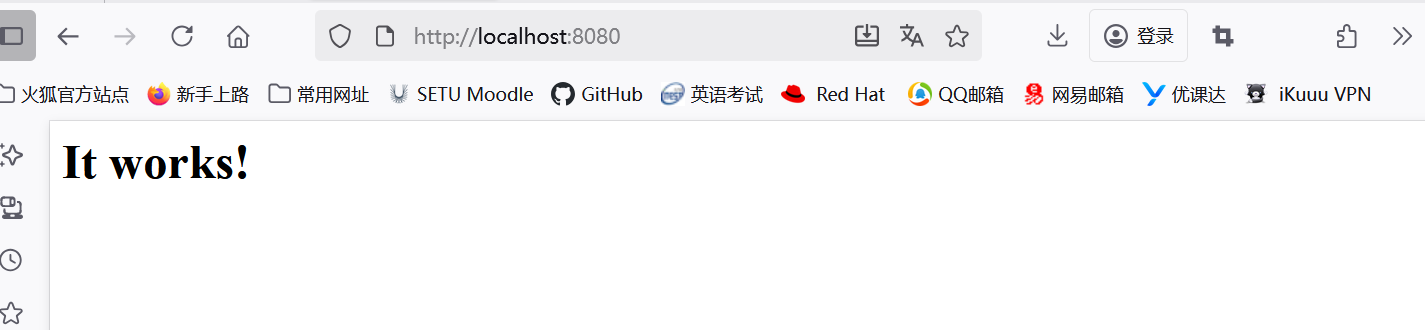 http://localhost:8080 登录
火狐官方站点 新手上路 常用网址 SETU Moodle GitHub 英语考试 Red Hat QQ邮箱 网易邮箱 优课达 iKuuu VPN
It works!